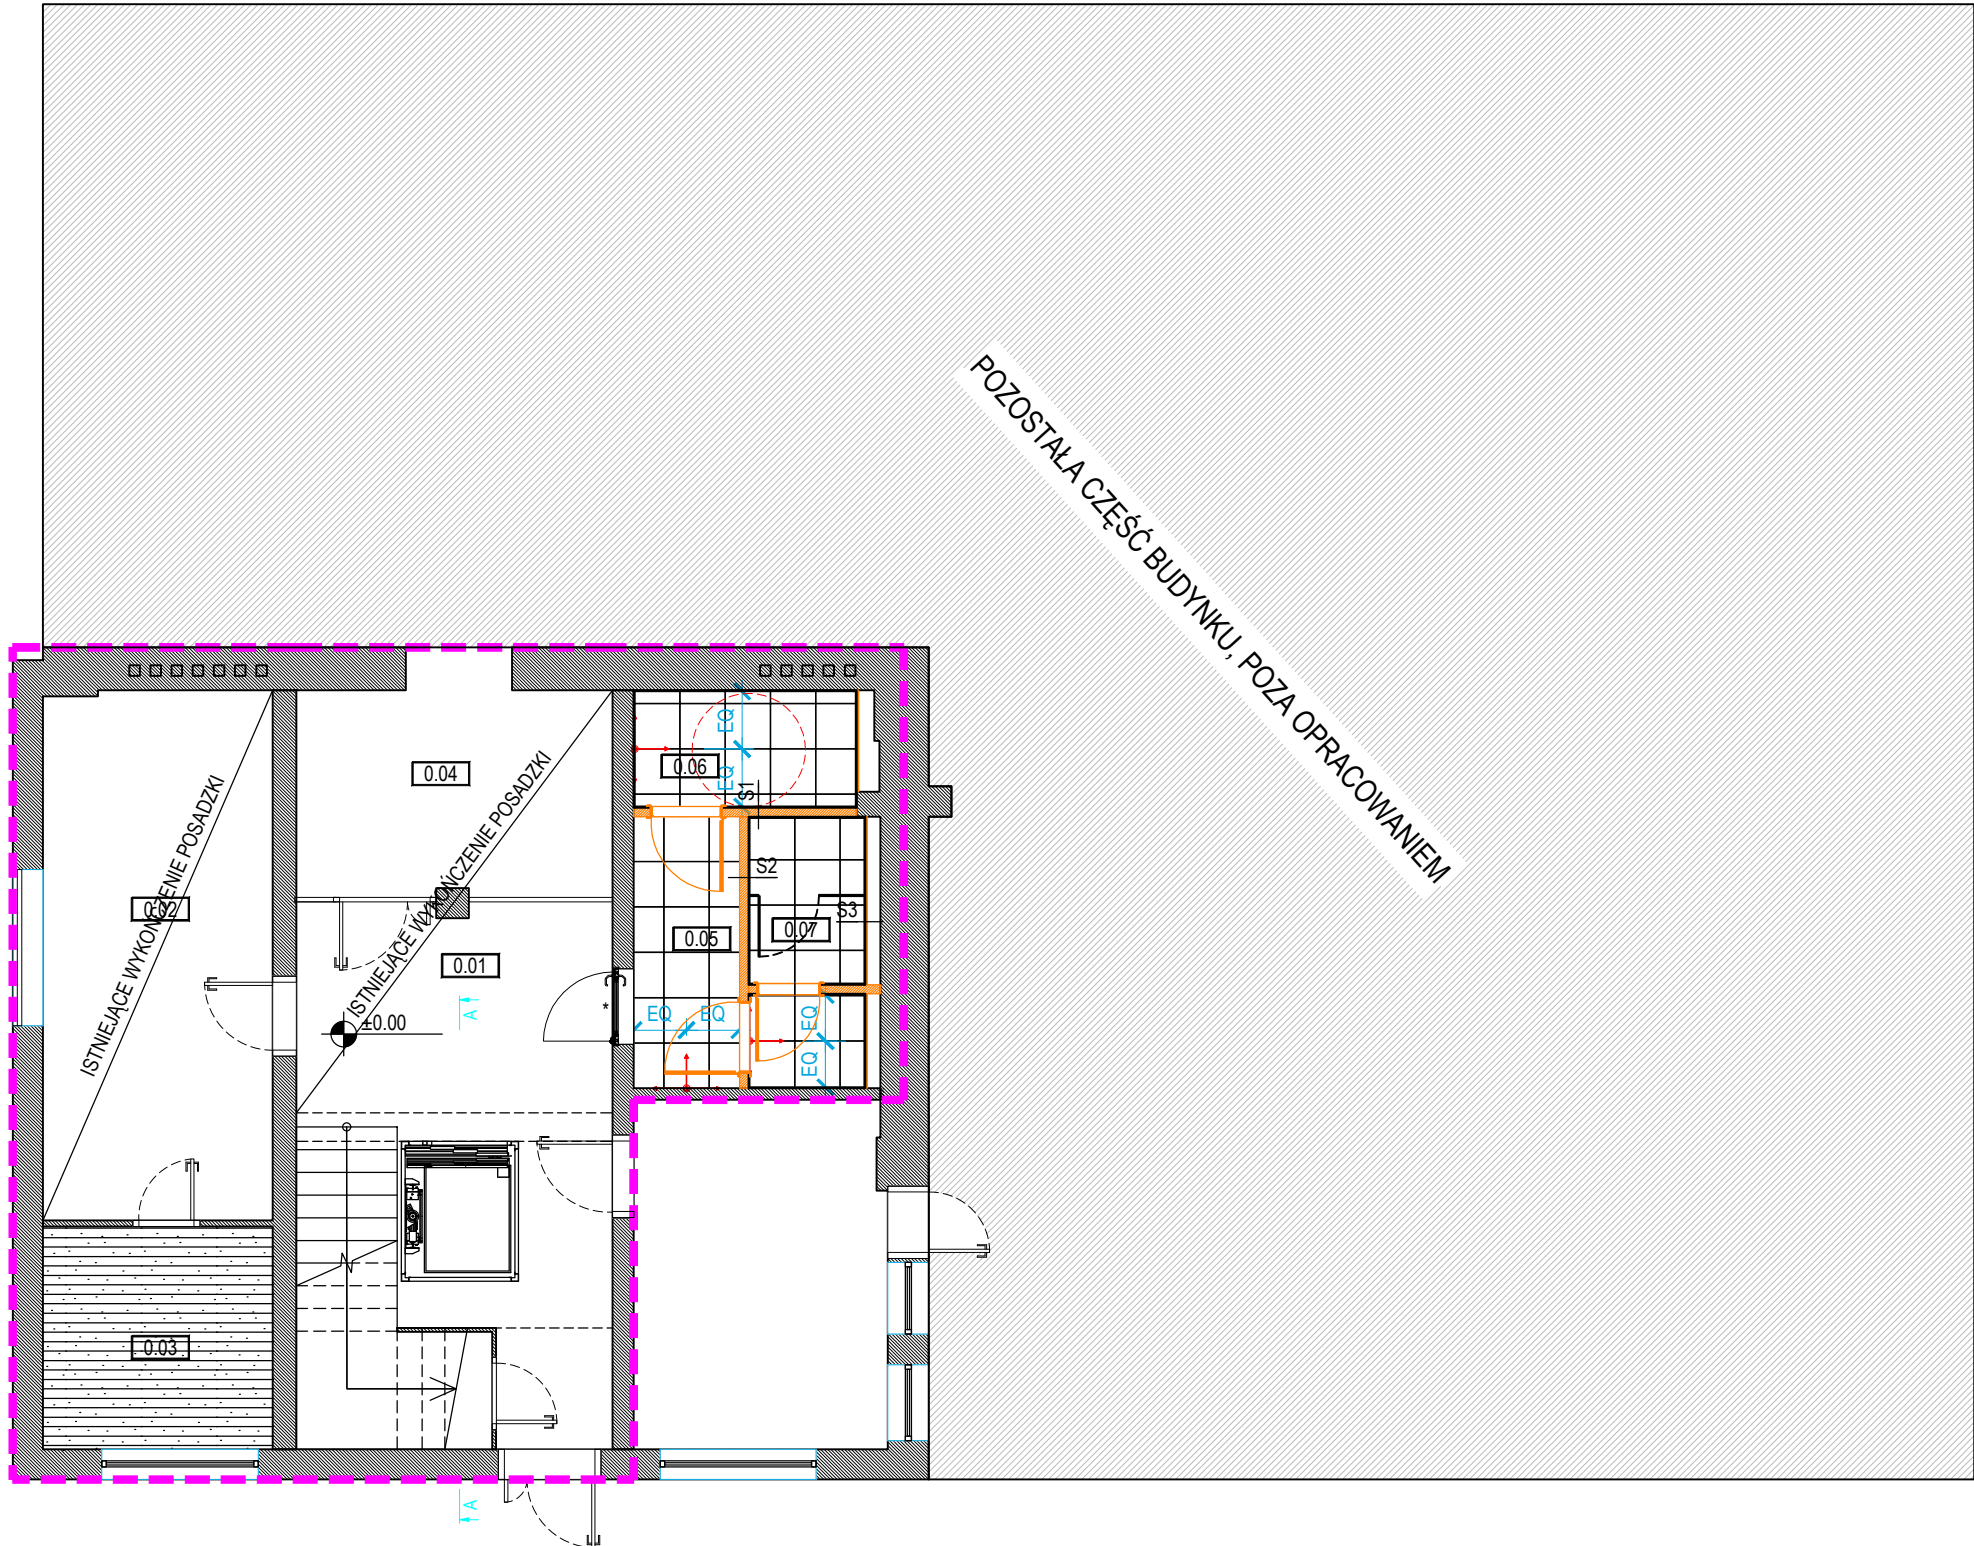 POZOSTAŁA CZĘŚĆ BUDYNKU, POZA OPRACOWANIEM
EQ
0.06
EQ
S1
0.04
ISTNIEJĄCE WYKOŃCZENIE POSADZKI
ISTNIEJĄCE WYKOŃCZENIE POSADZKI
S2
0.02
S3
0.05
0.07
0.01
A
*
±0.00
EQ
EQ
EQ
EQ
0.03
A